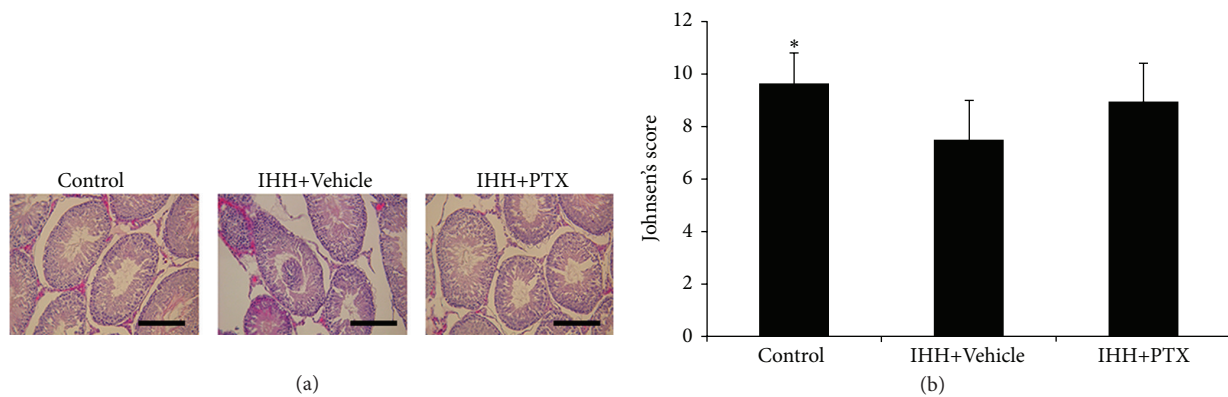 Control
IHH+Vehicle
IHH+PTX
(a)
12
*
10
8
6
4
2
0
Johnsen's score
Control
IHH+Vehicle
IHH+PTX
(b)